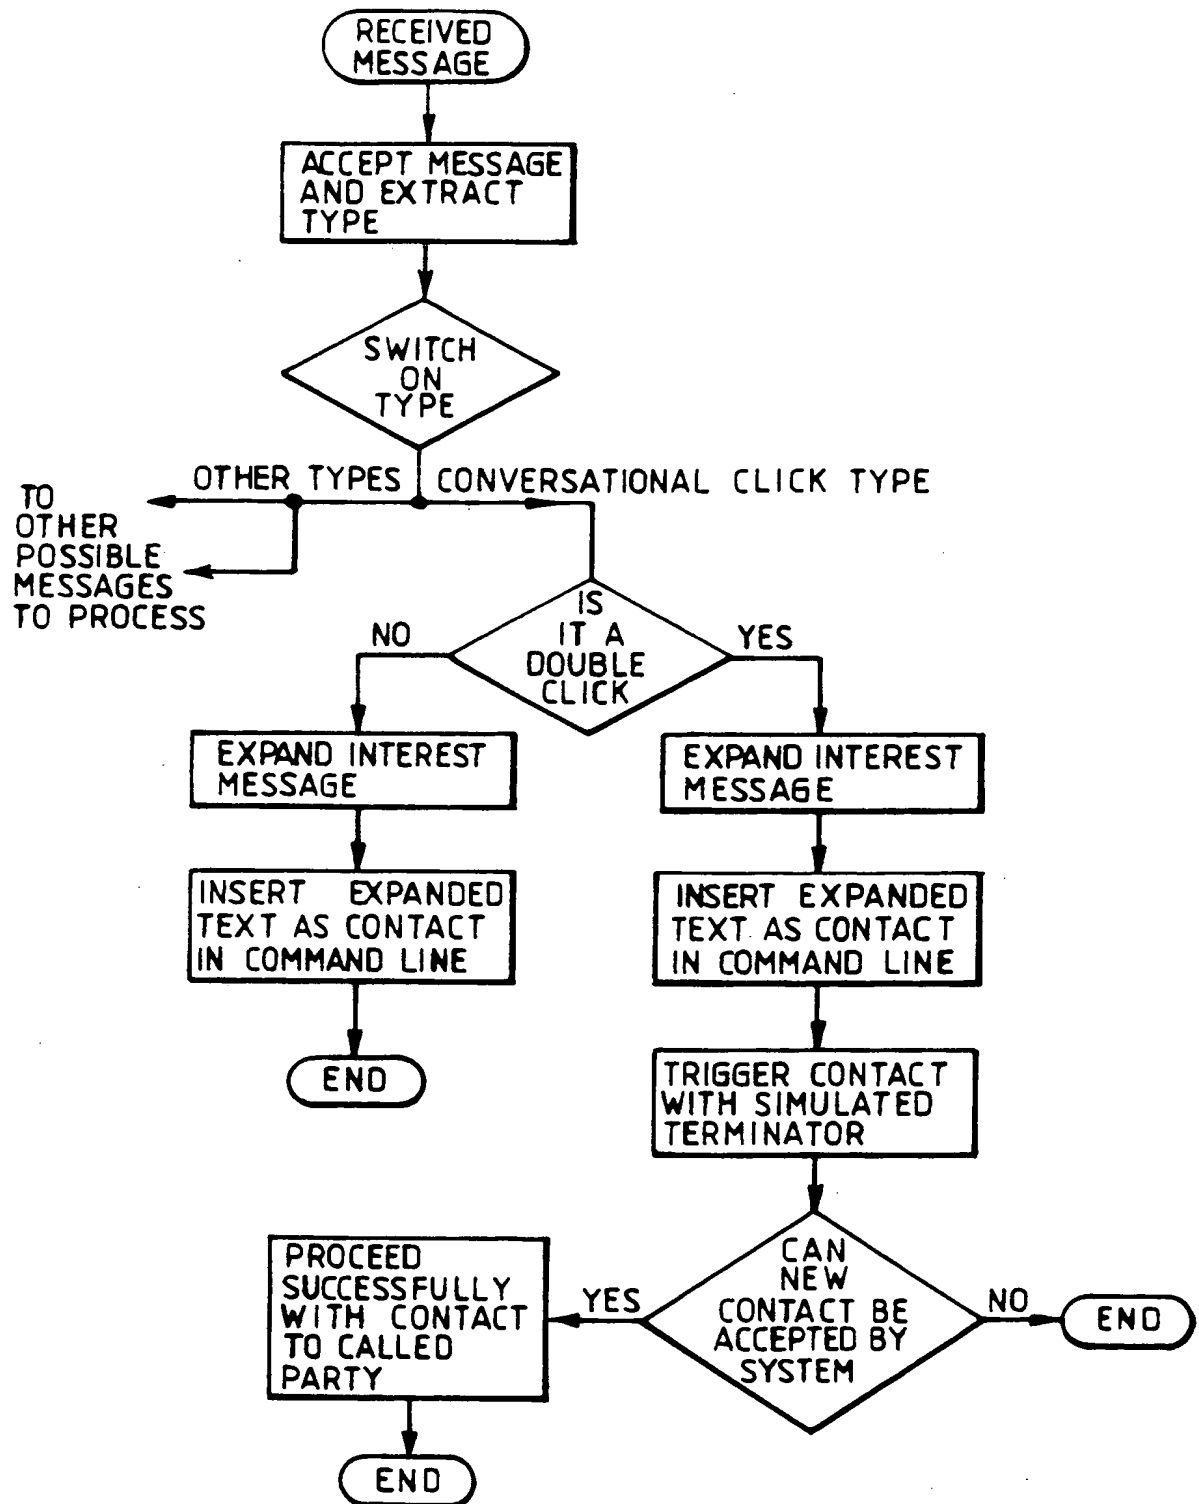 RECEIVED
MESSAGE
ACCEPT MESSAGE
AND EXTRACT
TYPE
SWITCH
ON
TYPE
OTHER TYPES
CONVERSATIONAL CLICK TYPE
TO
OTHER
POSSIBLE
MESSAGES
TO PROCESS
IS
IT A
DOUBLE
CLICK
NO
YES
EXPAND INTEREST
MESSAGE
EXPAND INTEREST
MESSAGE
INSERT EXPANDED
TEXT AS CONTACT
IN COMMAND LINE
INSERT EXPANDED
TEXT AS CONTACT
IN COMMAND LINE
END
TRIGGER CONTACT
WITH SIMULATED
TERMINATOR
CAN
NEW
CONTACT BE
ACCEPTED BY
SYSTEM
YES
NO
PROCEED
SUCCESSFULLY
WITH CONTACT
TO CALLED
PARTY
END
END